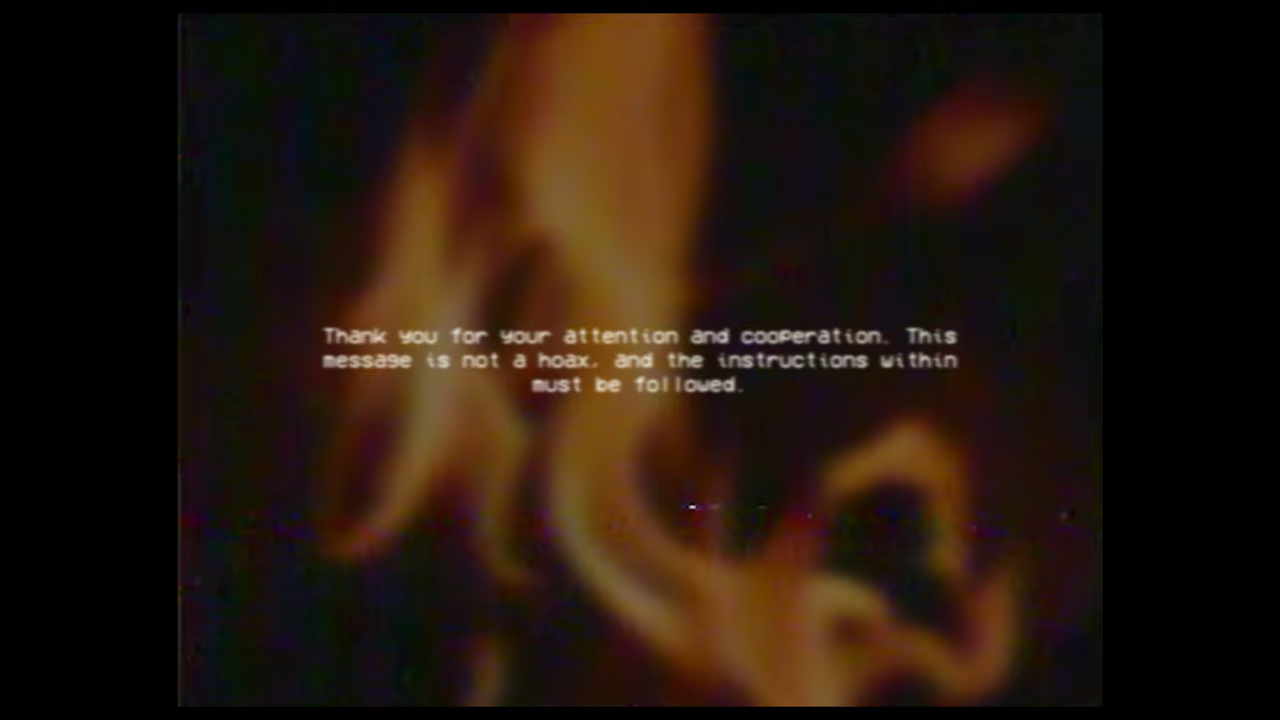 Thank you for your attention and cooperation. This
message is not a hoax, and the instructions within
must be followed.